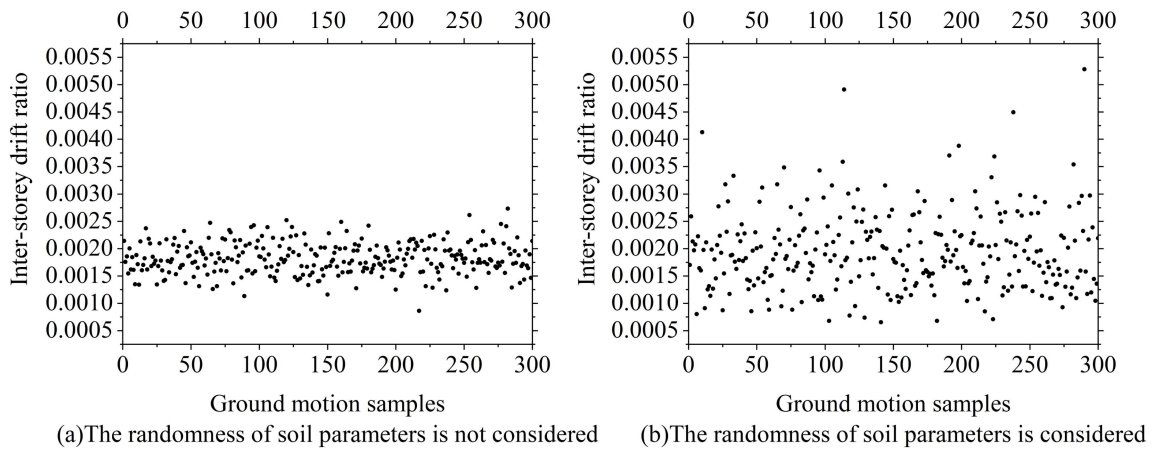 0 50 100 150 200 250 300
0.0055
0.0050
0.0045
0.0040
0.0035
0.0030
0.0025
0.0020
0.0015
0.0010
0.0005
Inter-storey drift ratio
0 50 100 150 200 250 300
Ground motion samples
(a)The randomness of soil parameters is not considered
0 50 100 150 200 250 300
0.0055
0.0050
0.0045
0.0040
0.0035
0.0030
0.0025
0.0020
0.0015
0.0010
0.0005
Inter-storey drift ratio
0 50 100 150 200 250 300
Ground motion samples
(b)The randomness of soil parameters is considered